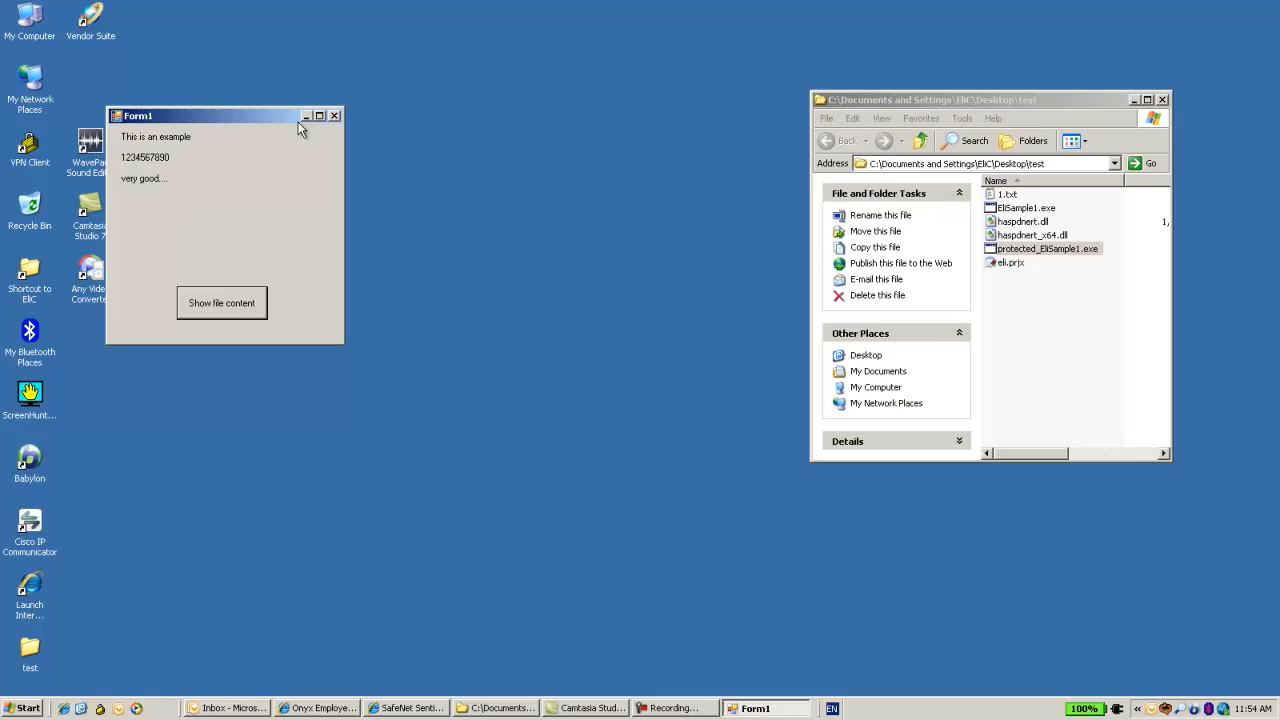 My Computer
Vendor Suite
My Network
Places
VPN Client
WavePa
Sound Edi
Recycle Bin
Camtasia
Studio 7
Shortcut to
EliC
Any Vide
Converte
My Bluetooth
Places
ScreenHunt...
Babylon
Cisco IP
Communicator
Launch
Inter...
test
Form1
This is an example
1234567890
very good....
Show file content
C:\Documents and Settings\EliC\Desktop\test
File Edit View Favorites Tools Help
Back Search Folders
Address C:\Documents and Settings\EliC\Desktop\test Go
File and Folder Tasks
Rename this file
Move this file
Copy this file
Publish this file to the Web
E-mail this file
Delete this file
Other Places
Desktop
My Documents
My Computer
My Network Places
Details
Name
1.txt
EliSample1.exe
haspdnert.dll 1,
haspdnert_x64.dll
protected_EliSample1.exe
eli.prjx
Start Inbox - Micros... Onyx Employe... SafeNet Senti... C:\Documents... Camtasia Stud... Recording... Form1 EN 100% « 11:54 AM